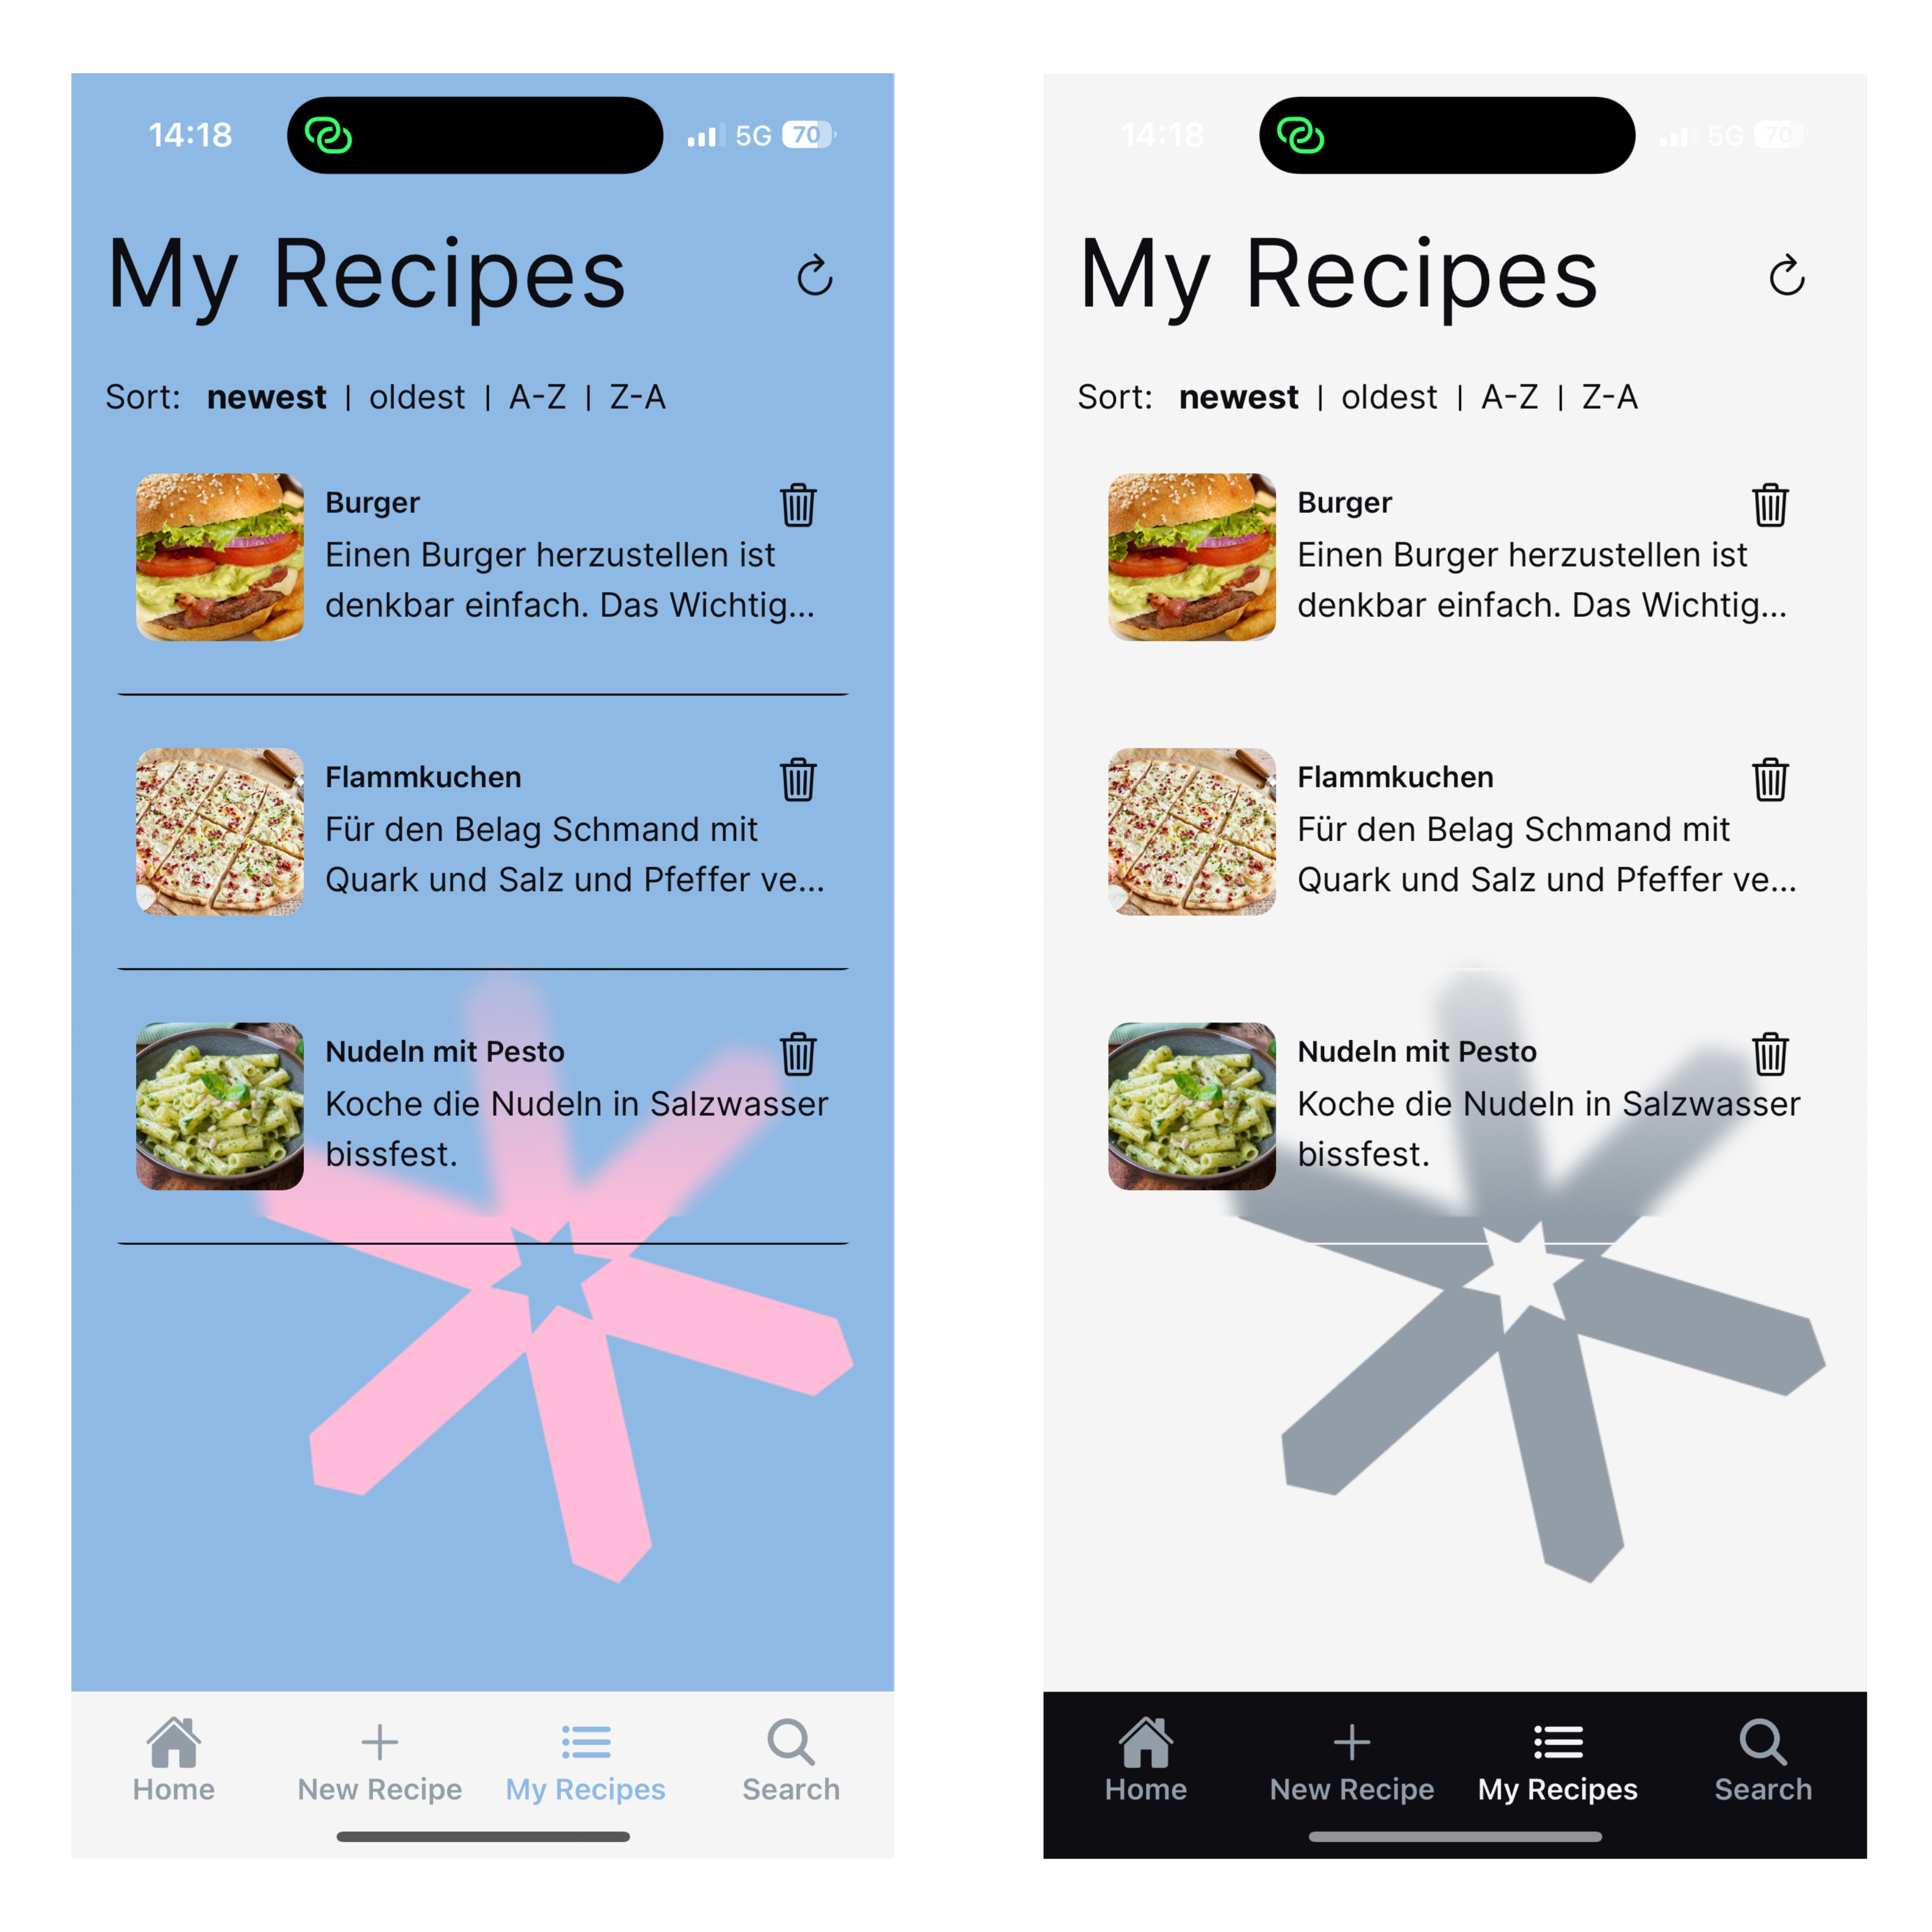 14:18 5G 70
My Recipes
Sort: newest | oldest | A-Z | Z-A
Burger
Einen Burger herzustellen ist
denkbar einfach. Das Wichtig...
Flammkuchen
Für den Belag Schmand mit
Quark und Salz und Pfeffer ve...
Nudeln mit Pesto
Koche die Nudeln in Salzwasser
bissfest.
Home New Recipe My Recipes Search
14:18 5G 70
My Recipes
Sort: newest | oldest | A-Z | Z-A
Burger
Einen Burger herzustellen ist
denkbar einfach. Das Wichtig...
Flammkuchen
Für den Belag Schmand mit
Quark und Salz und Pfeffer ve...
Nudeln mit Pesto
Koche die Nudeln in Salzwasser
bissfest.
Home New Recipe My Recipes Search